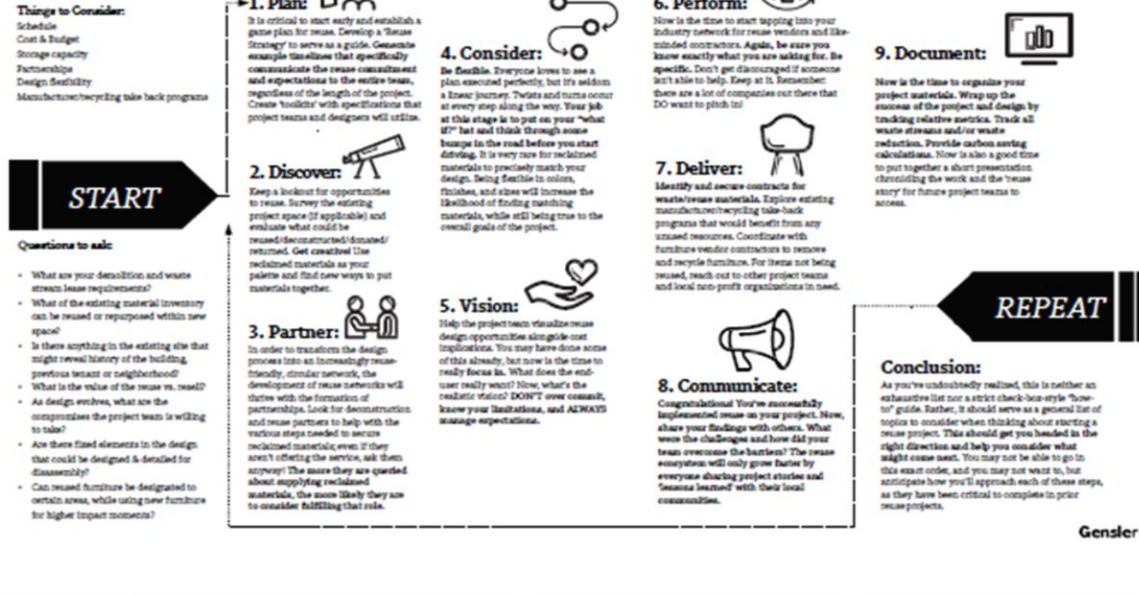 Things to Consider:
Schedule
Cost & Budget
Storage capacity
Partnerships
Design flexibility
Manufacturer/recycling take back programs
START
Questions to ask:
• What are your demolition and waste
stream lease requirements?
• What of the existing material inventory
can be reused or repurposed within new
space?
• Is there anything in the existing site that
might reveal history of the building,
previous tenant or neighborhood?
• What is the value of the reuse vs. resell?
• As design evolves, what are the
compromises the project team is willing
to take?
• Are there fixed elements in the design
that could be designed & detailed for
disassembly?
• Can reused furniture be designated to
certain areas, while using new furniture
for higher impact moments?
1. Plan:
It is critical to start early and establish a
game plan for reuse. Develop a 'Reuse
Strategy' to serve as a guide. Generate
example timelines that specifically
communicate the reuse commitment
and expectations to the entire team,
regardless of the length of the project.
Create 'toolkits' with specifications that
project teams and designers will utilize.
2. Discover:
Keep a lookout for opportunities
to reuse. Survey the existing
project space (if applicable) and
evaluate what could be
reused/deconstructed/donated/
returned. Get creative! Use
reclaimed materials as your
palette and find new ways to put
materials together.
3. Partner:
In order to transform the design
process into an increasingly reuse-
friendly, circular network, the
development of reuse networks will
thrive with the formation of
partnerships. Look for deconstruction
and reuse partners to help with the
various steps needed to secure
reclaimed materials; even if they
aren't offering the service, ask them
anyway! The more they are queried
about supplying reclaimed
materials, the more likely they are
to consider fulfilling that role.
4. Consider:
Be flexible. Everyone loves to see a
plan executed perfectly, but it's seldom
a linear journey. Twists and turns occur
at every step along the way. Your job
at this stage is to put on your "what
if?" hat and think through some
bumps in the road before you start
driving. It is very rare for reclaimed
materials to precisely match your
design. Being flexible in colors,
finishes, and sizes will increase the
likelihood of finding matching
materials, while still being true to the
overall goals of the project.
5. Vision:
Help the project team visualize reuse
design opportunities alongside cost
implications. You may have done some
of this already, but now is the time to
really focus in. What does the end-
user really want? Now, what's the
realistic vision? DON'T over commit,
know your limitations, and ALWAYS
manage expectations.
6. Perform:
Now is the time to start tapping into your
industry network for reuse vendors and like-
minded contractors. Again, be sure you
know exactly what you are asking for. Be
specific. Don't get discouraged if someone
isn't able to help. Keep at it. Remember:
there are a lot of companies out there that
DO want to pitch in!
7. Deliver:
Identify and secure contracts for
waste/reuse materials. Explore existing
manufacturer/recycling take-back
programs that would benefit from any
unused resources. Coordinate with
furniture vendor contractors to remove
and recycle furniture. For items not being
reused, reach out to other project teams
and local non-profit organizations in need.
8. Communicate:
Congratulations! You've successfully
implemented reuse on your project. Now,
share your findings with others. What
were the challenges and how did your
team overcome the barriers? The reuse
ecosystem will only grow faster by
everyone sharing project stories and
'lessons learned' with their local
communities.
9. Document:
Now is the time to organize your
project materials. Wrap up the
success of the project and design by
tracking relative metrics. Track all
waste streams and/or waste
reduction. Provide carbon saving
calculations. Now is also a good time
to put together a short presentation
chronicling the work and the 'reuse
story' for future project teams to
access.
REPEAT
Conclusion:
As you've undoubtedly realized, this is neither an
exhaustive list nor a strict check-box-style "how-
to" guide. Rather, it should serve as a general list of
topics to consider when thinking about starting a
reuse project. This should get you headed in the
right direction and help you consider what
might come next. You may not be able to go in
this exact order, and you may not want to, but
anticipate how you'll approach each of these steps,
as they have been critical to complete in prior
reuse projects.
Gensler